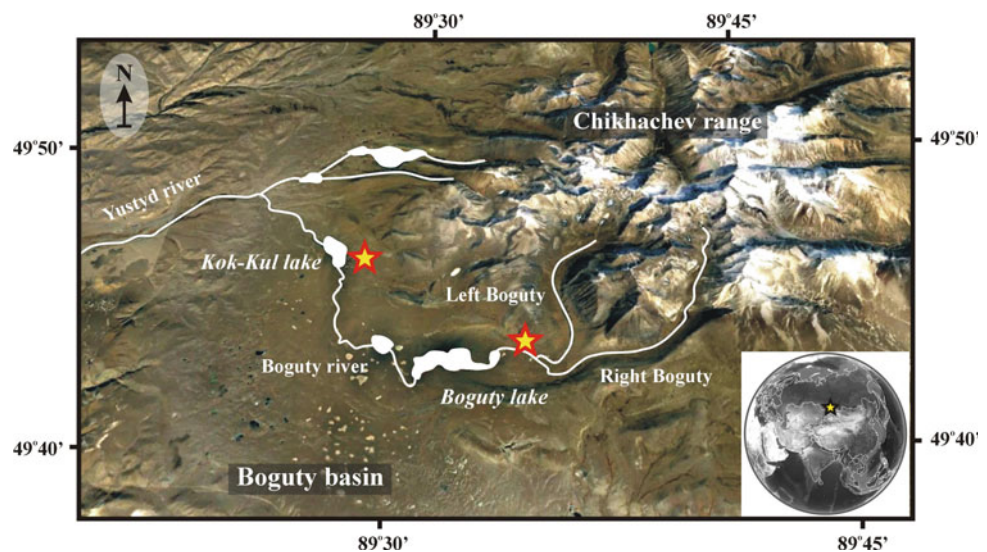 89°30’ 89°45’
N
Chikhachev range
49°50’ 49°50’
Yustyd river
Kok-Kul lake
Left Boguty
Boguty river
Right Boguty
Boguty lake
49°40’ 49°40’
Boguty basin
89°30’ 89°45’